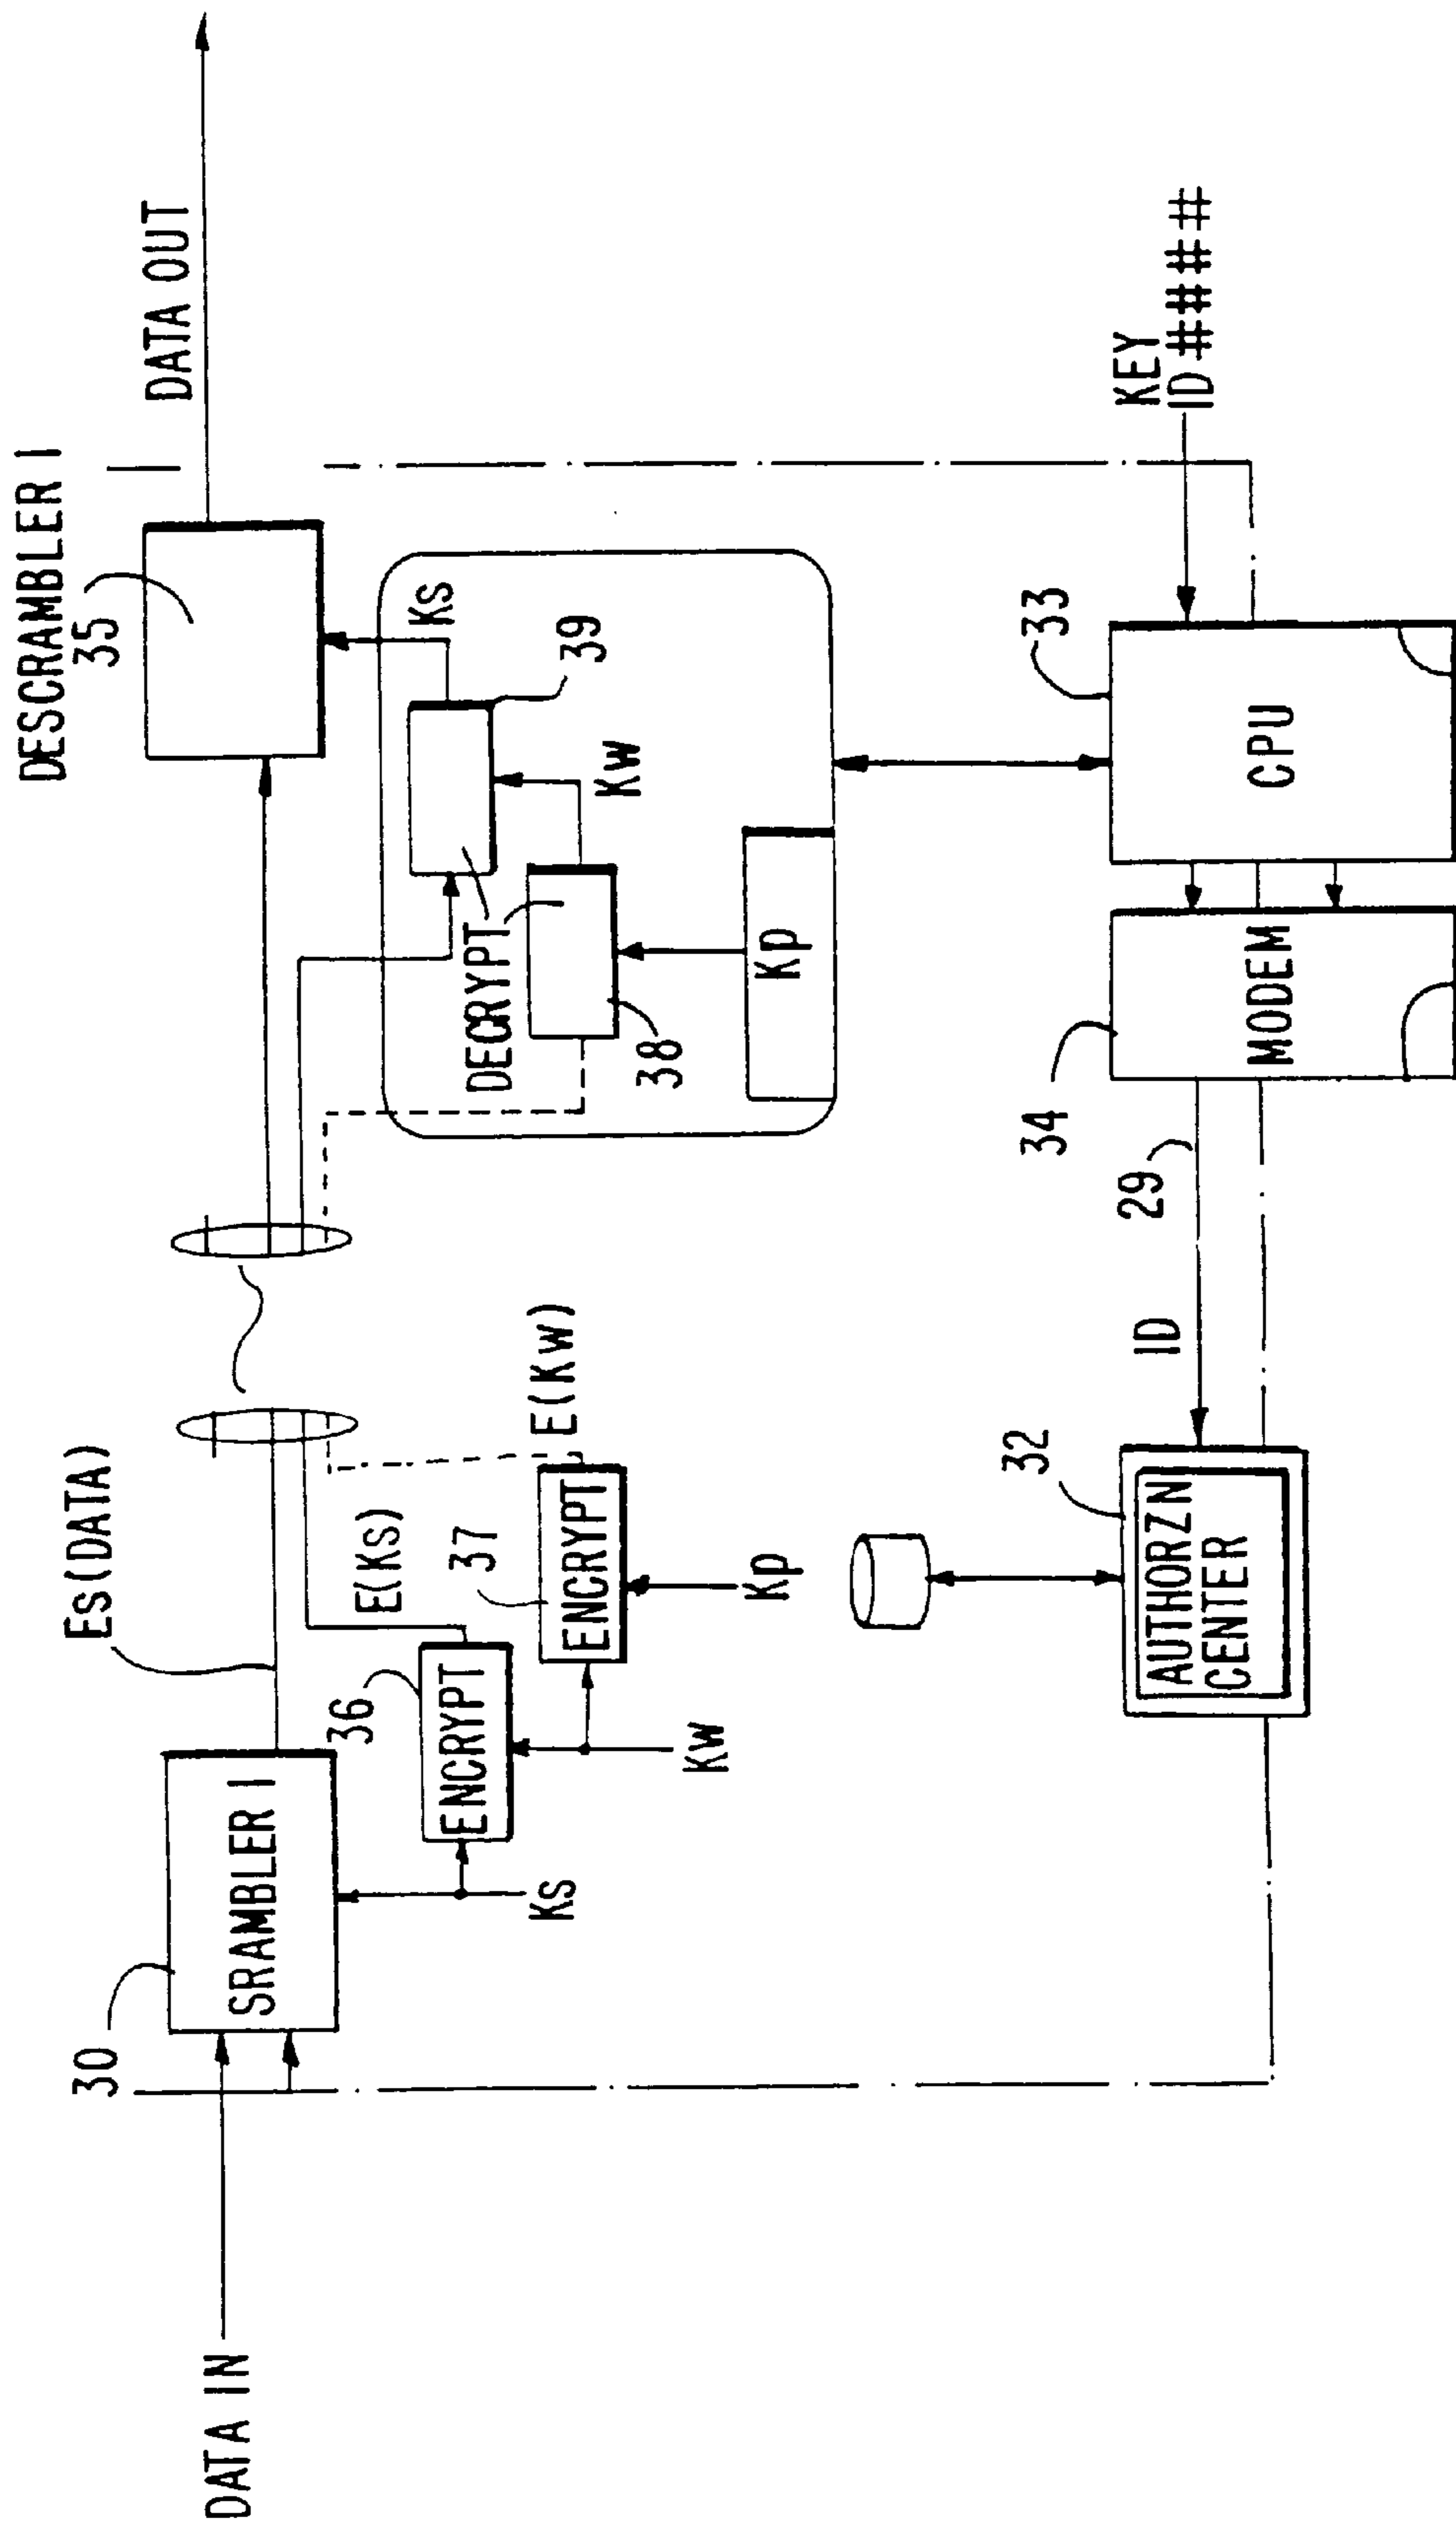 DATA IN
30
SRAMBLER I
Es(DATA)
Ks
36
ENCRYPT
E(Ks)
Kw
37
ENCRYPT
E(Kw)
Kp
DESCRAMBLER I
35
DATA OUT
Ks
39
Kw
DECRYPT
38
Kp
32
AUTHORZ'N
CENTER
ID
29
34
MODEM
33
CPU
KEY
ID####